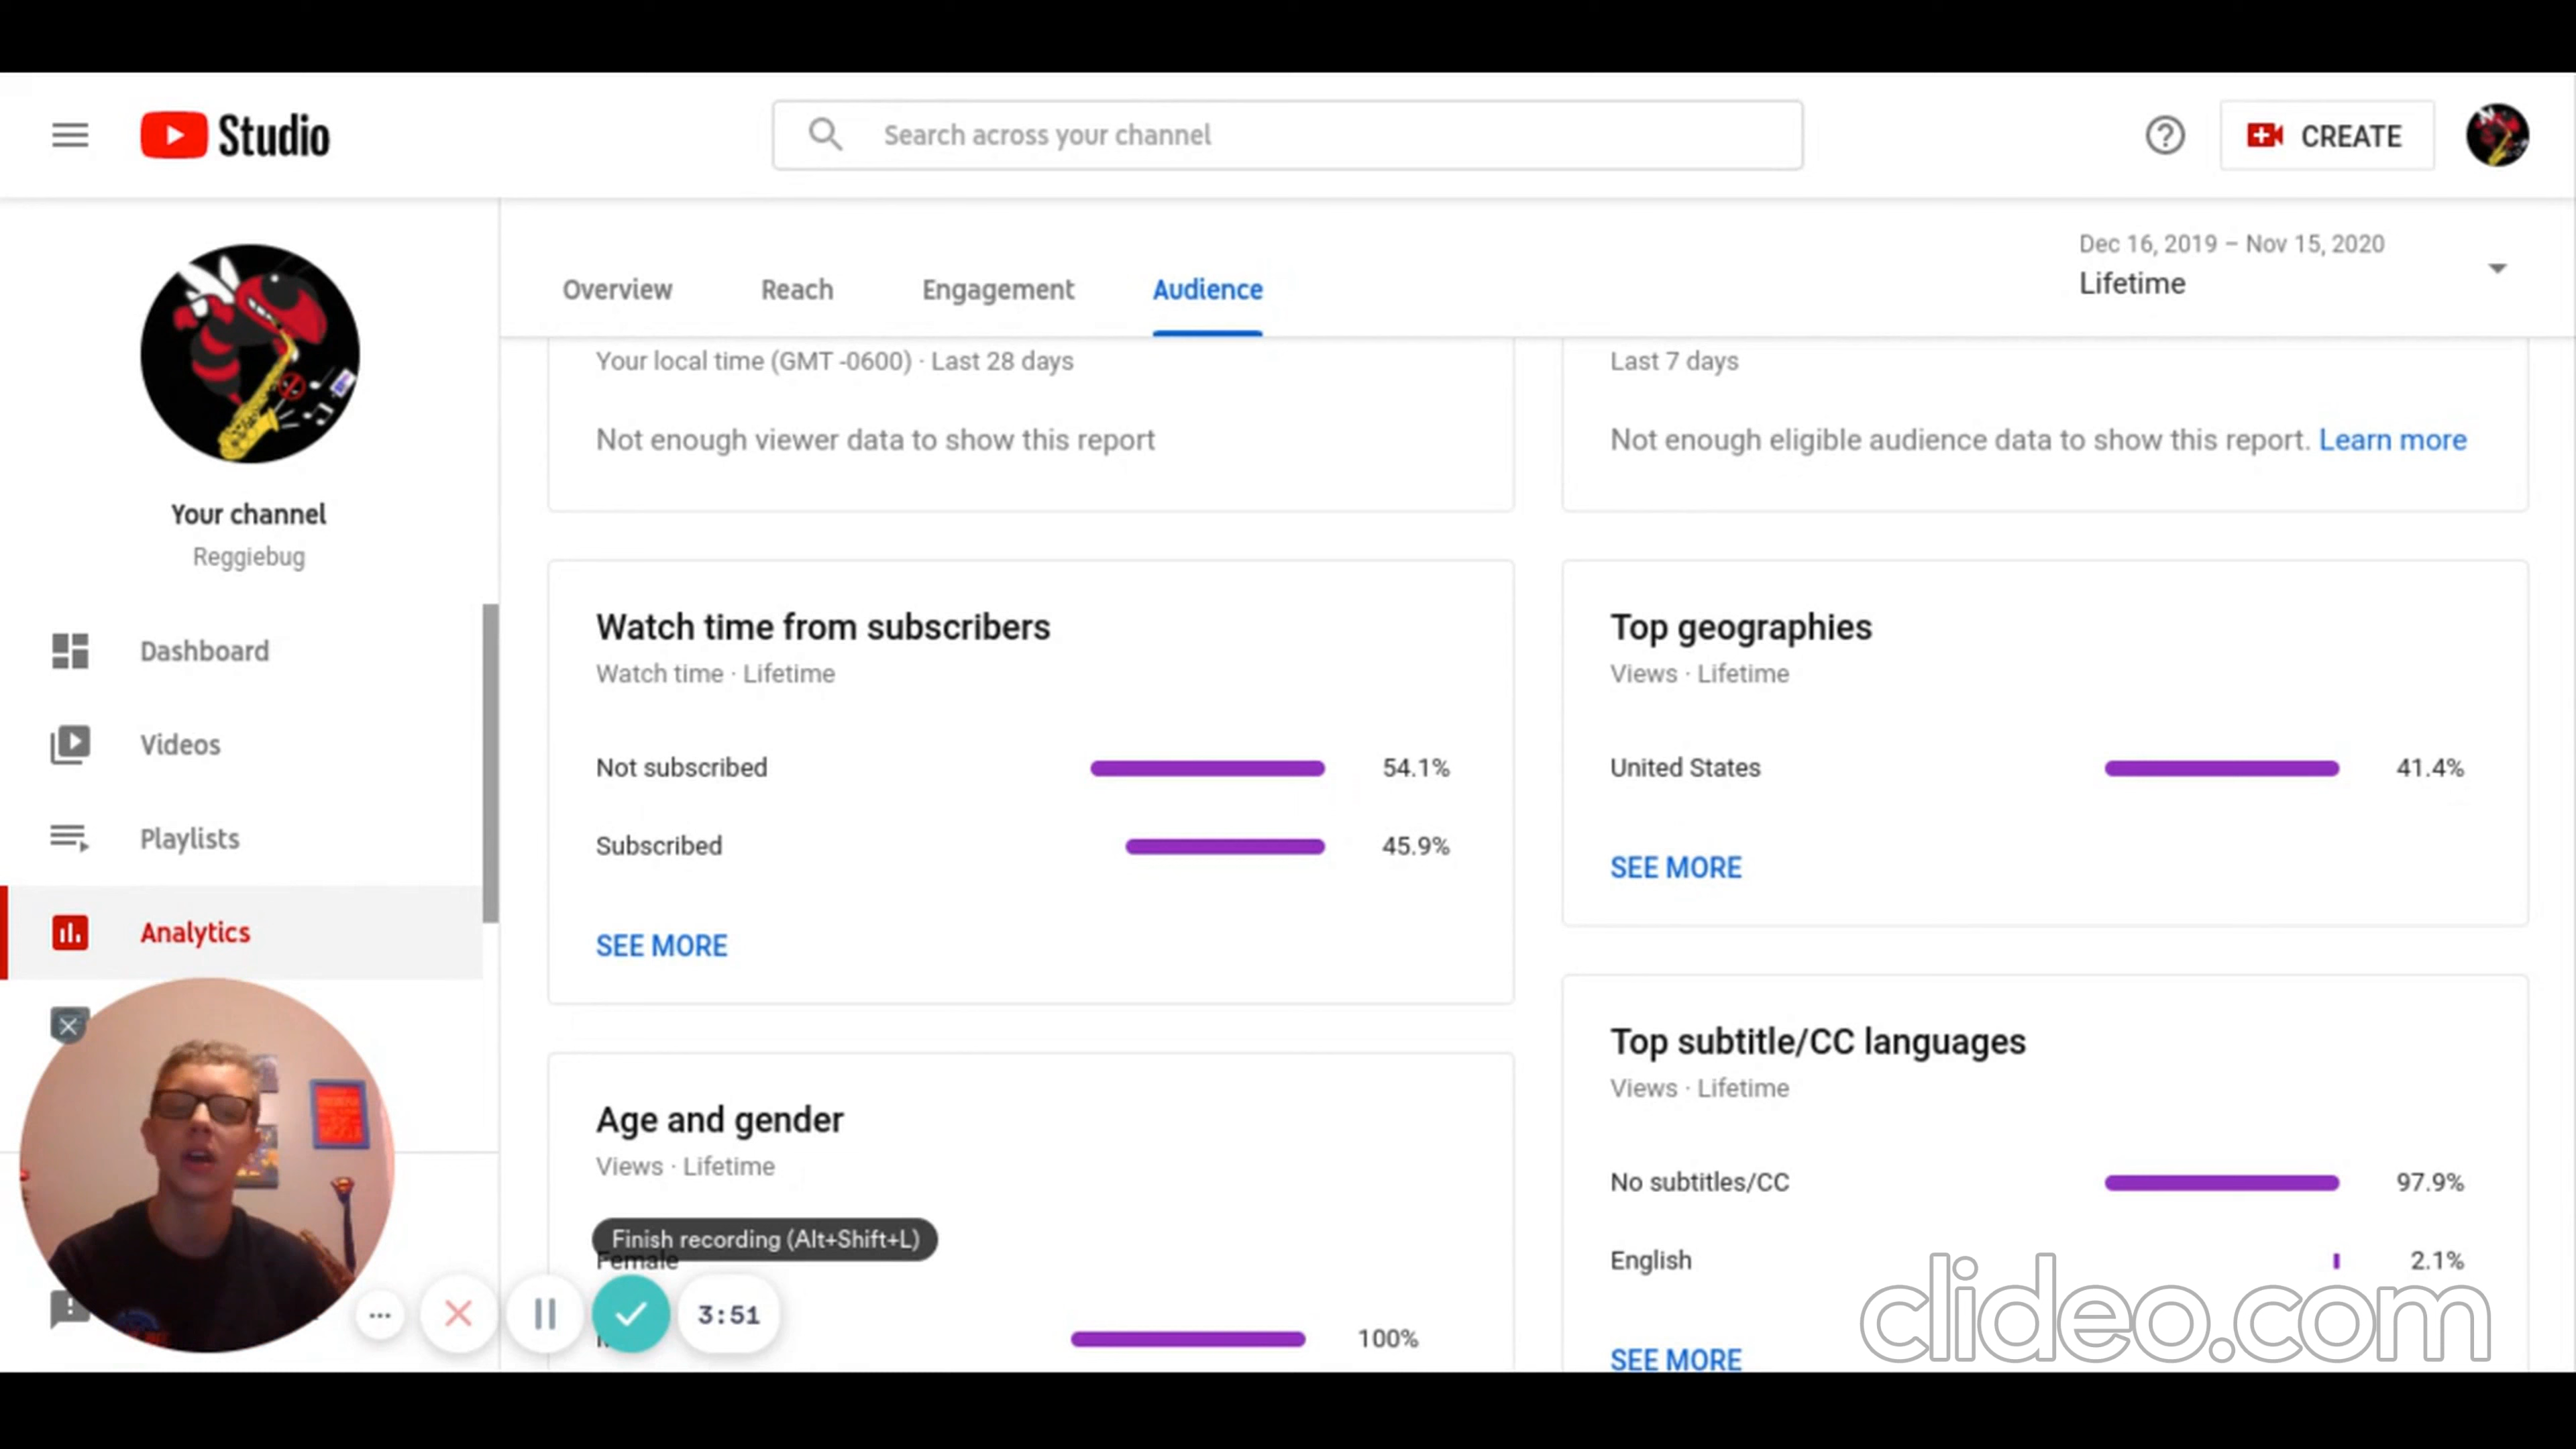 Studio
Search across your channel
CREATE
Dec 16, 2019 – Nov 15, 2020
Lifetime
Overview
Reach
Engagement
Audience
Your local time (GMT -0600) · Last 28 days
Not enough viewer data to show this report
Last 7 days
Not enough eligible audience data to show this report. Learn more
Your channel
Reggiebug
Dashboard
Videos
Playlists
Analytics
Watch time from subscribers
Watch time · Lifetime
Not subscribed 54.1%
Subscribed 45.9%
SEE MORE
Top geographies
Views · Lifetime
United States 41.4%
SEE MORE
Age and gender
Views · Lifetime
Finish recording (Alt+Shift+L)
Female
100%
3:51
Top subtitle/CC languages
Views · Lifetime
No subtitles/CC 97.9%
English 2.1%
SEE MORE
clideo.com